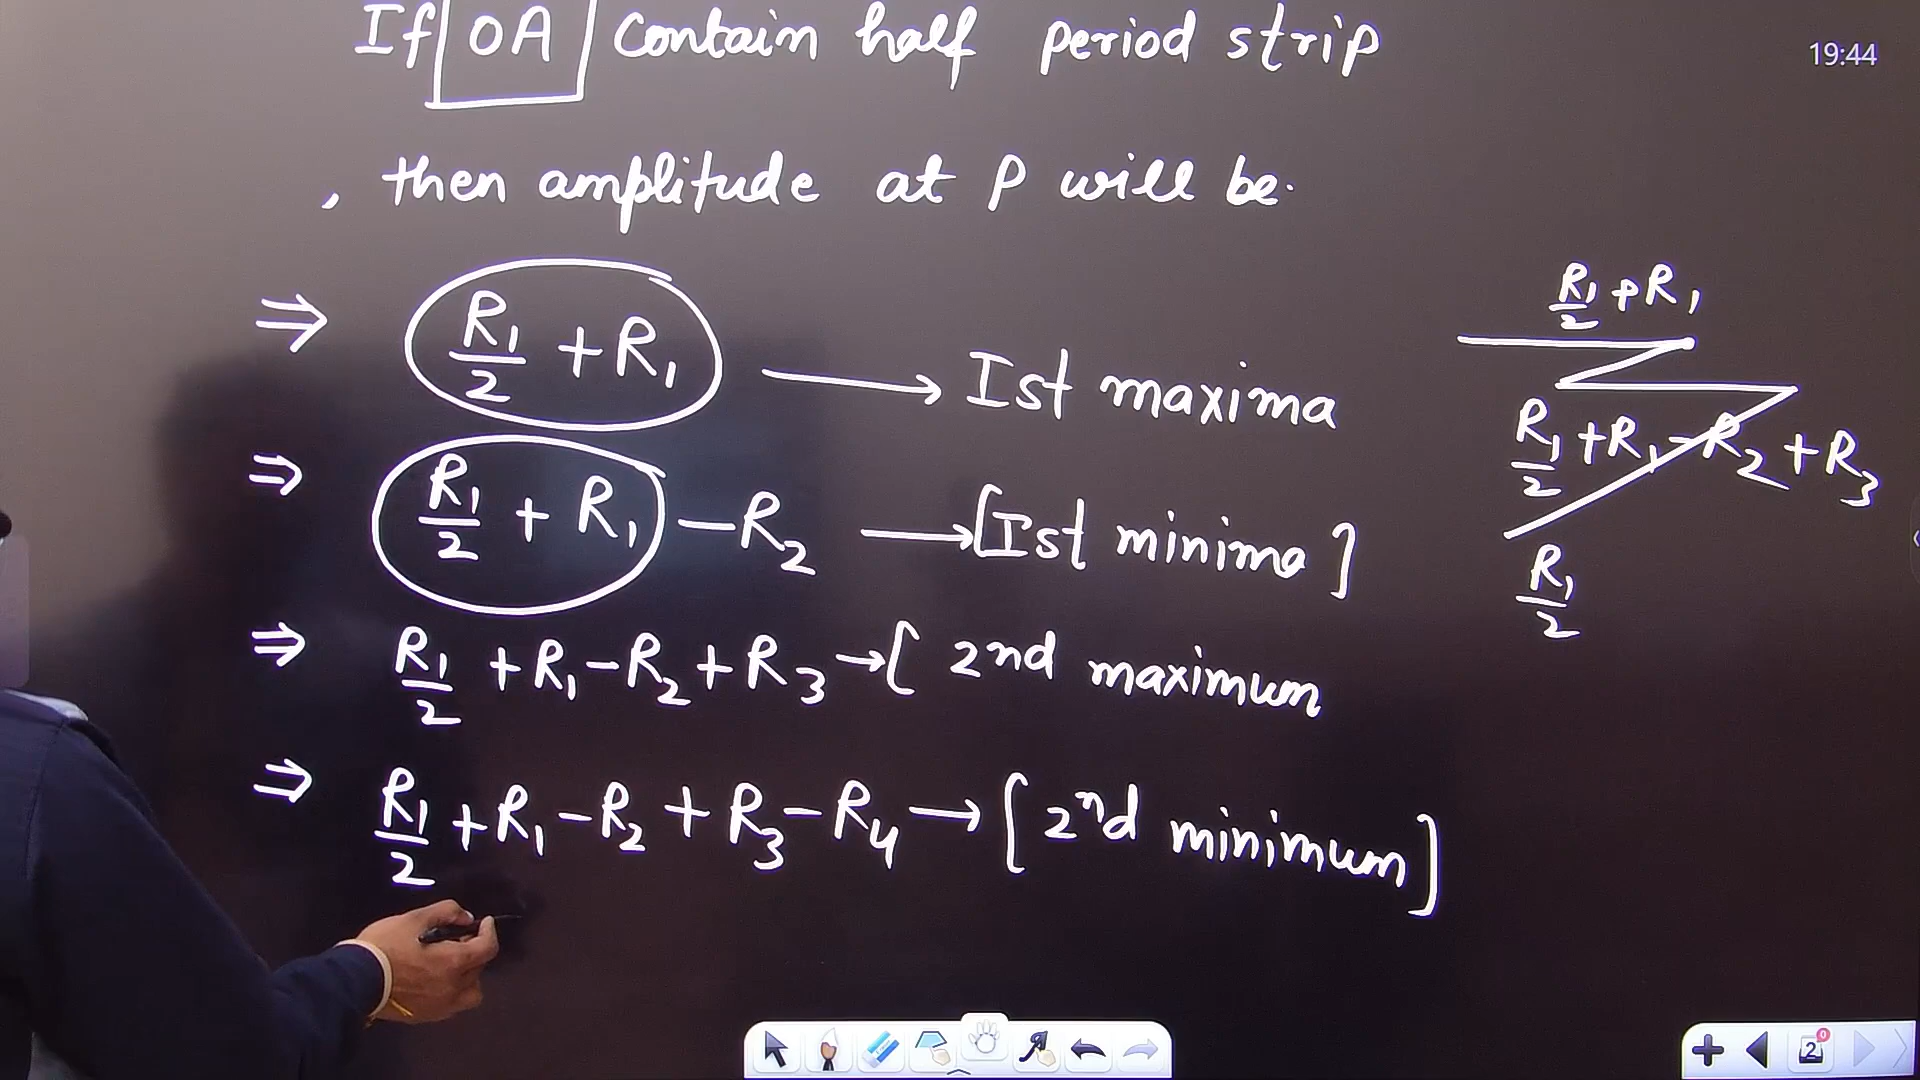 If OA contain half period strip
19:44
, then amplitude at P will be.
⇒ R₁/2 + R₁ → Ist maxima
⇒ R₁/2 + R₁ - R₂ → [Ist minima]
⇒ R₁/2 + R₁ - R₂ + R₃ → [ 2nd maximum
⇒ R₁/2 + R₁ - R₂ + R₃ - R₄ → [ 2nd minimum]
R₁/2 + R₁
R₁/2 + R₁ - R₂ + R₃
R₁/2
2
0